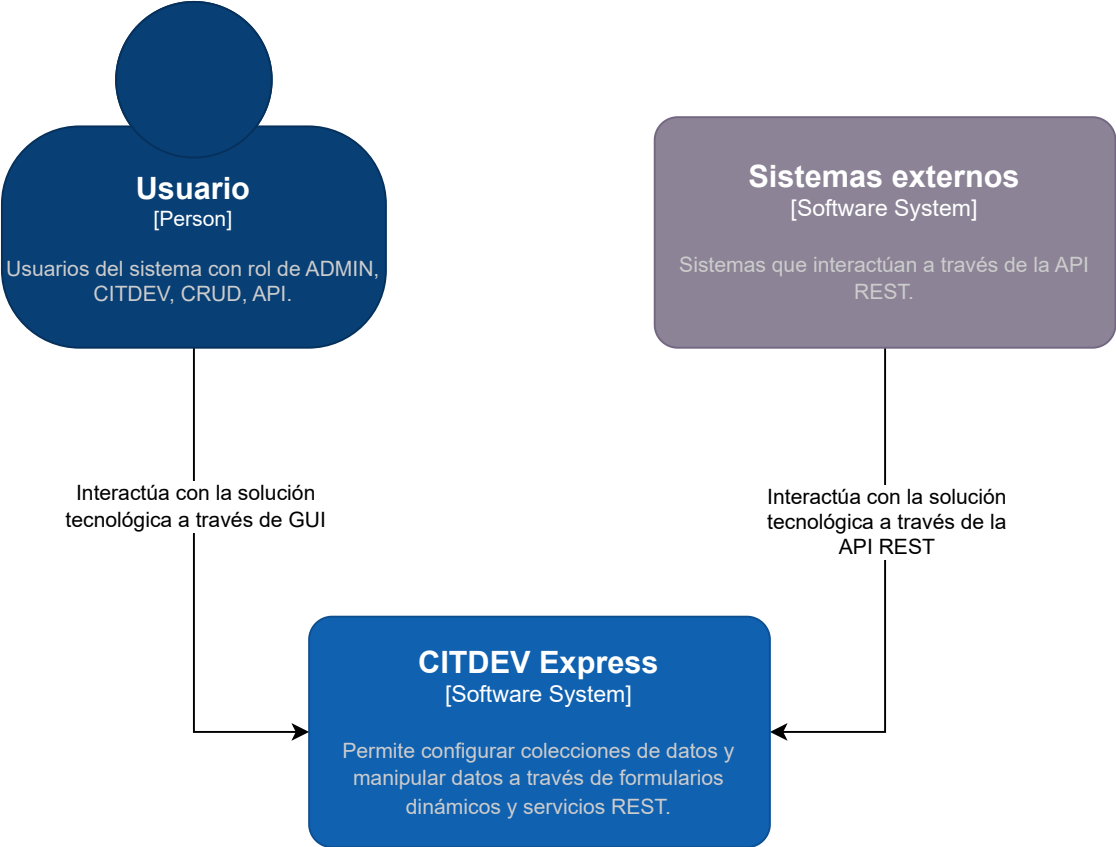 Usuario
[Person]
Usuarios del sistema con rol de ADMIN,
CITDEV, CRUD, API.
Sistemas externos
[Software System]
Sistemas que interactúan a través de la API
REST.
Interactúa con la solución
tecnológica a través de GUI
Interactúa con la solución
tecnológica a través de la
API REST
CITDEV Express
[Software System]
Permite configurar colecciones de datos y
manipular datos a través de formularios
dinámicos y servicios REST.